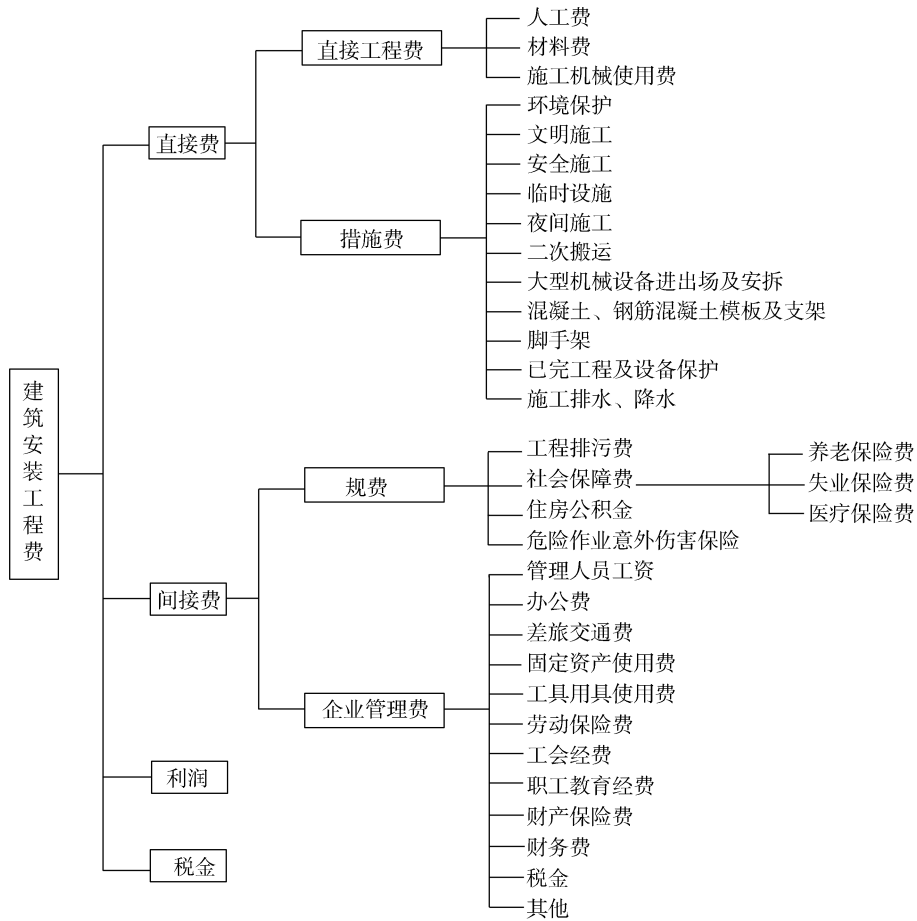 建筑安装工程费
直接费
直接工程费
人工费
材料费
施工机械使用费
措施费
环境保护
文明施工
安全施工
临时设施
夜间施工
二次搬运
大型机械设备进出场及安拆
混凝土、钢筋混凝土模板及支架
脚手架
已完工程及设备保护
施工排水、降水
间接费
规费
工程排污费
社会保障费
养老保险费
失业保险费
医疗保险费
住房公积金
危险作业意外伤害保险
企业管理费
管理人员工资
办公费
差旅交通费
固定资产使用费
工具用具使用费
劳动保险费
工会经费
职工教育经费
财产保险费
财务费
税金
其他
利润
税金